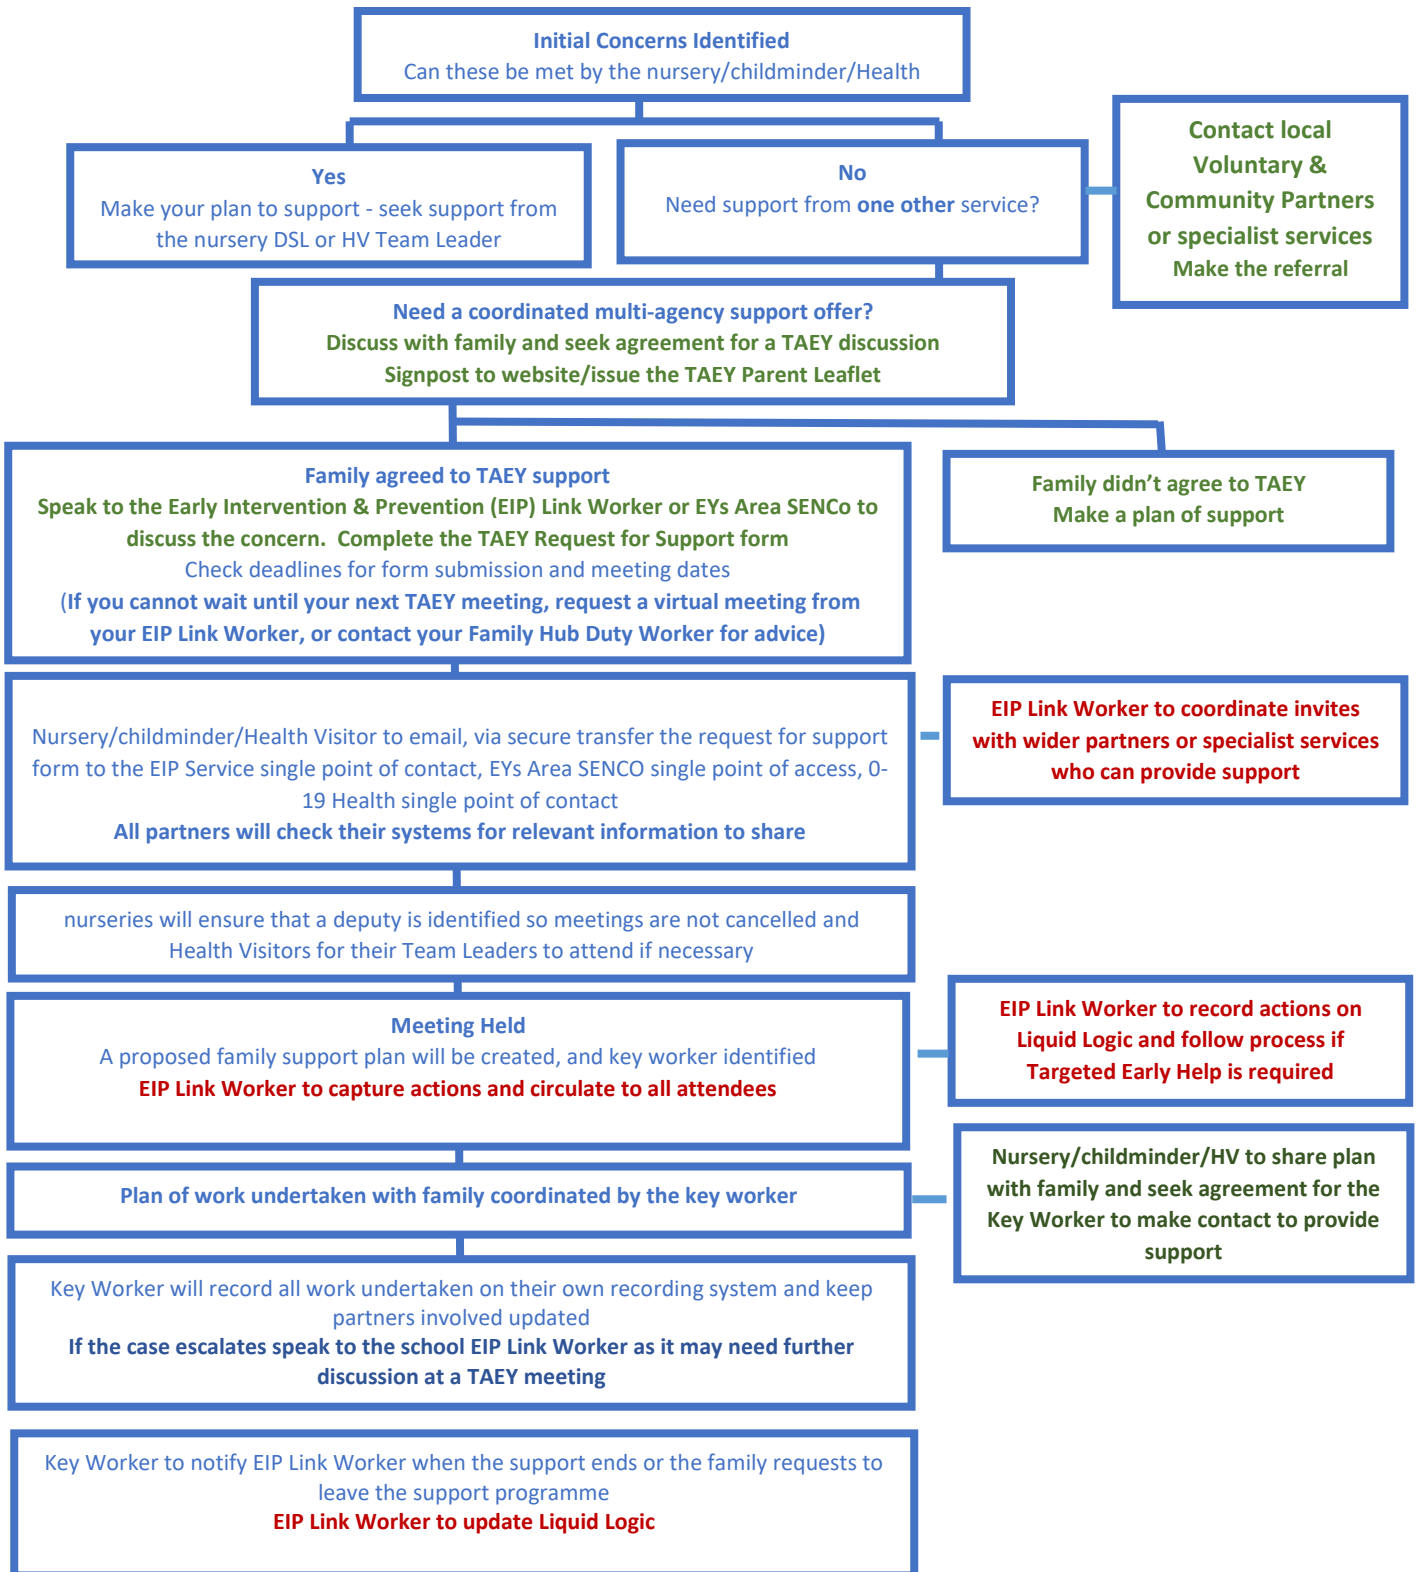 Initial Concerns Identified
Can these be met by the nursery/childminder/Health
Yes
Make your plan to support - seek support from
the nursery DSL or HV Team Leader
No
Need support from one other service?
Contact local
Voluntary &
Community Partners
or specialist services
Make the referral
Need a coordinated multi-agency support offer?
Discuss with family and seek agreement for a TAEY discussion
Signpost to website/issue the TAEY Parent Leaflet
Family agreed to TAEY support
Speak to the Early Intervention & Prevention (EIP) Link Worker or EYs Area SENCo to
discuss the concern.  Complete the TAEY Request for Support form
Check deadlines for form submission and meeting dates
(If you cannot wait until your next TAEY meeting, request a virtual meeting from
your EIP Link Worker, or contact your Family Hub Duty Worker for advice)
Family didn’t agree to TAEY
Make a plan of support
Nursery/childminder/Health Visitor to email, via secure transfer the request for support
form to the EIP Service single point of contact, EYs Area SENCO single point of access, 0-
19 Health single point of contact
All partners will check their systems for relevant information to share
EIP Link Worker to coordinate invites
with wider partners or specialist services
who can provide support
nurseries will ensure that a deputy is identified so meetings are not cancelled and
Health Visitors for their Team Leaders to attend if necessary
Meeting Held
A proposed family support plan will be created, and key worker identified
EIP Link Worker to capture actions and circulate to all attendees
EIP Link Worker to record actions on
Liquid Logic and follow process if
Targeted Early Help is required
Plan of work undertaken with family coordinated by the key worker
Nursery/childminder/HV to share plan
with family and seek agreement for the
Key Worker to make contact to provide
support
Key Worker will record all work undertaken on their own recording system and keep
partners involved updated
If the case escalates speak to the school EIP Link Worker as it may need further
discussion at a TAEY meeting
Key Worker to notify EIP Link Worker when the support ends or the family requests to
leave the support programme
EIP Link Worker to update Liquid Logic